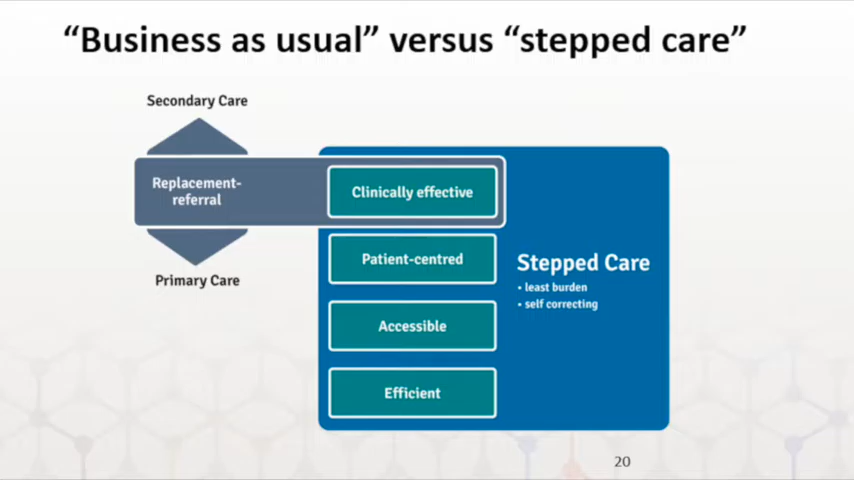 “Business as usual” versus “stepped care”
Secondary Care
Replacement-
referral
Primary Care
Clinically effective
Patient-centred
Accessible
Efficient
Stepped Care
• least burden
• self correcting
20